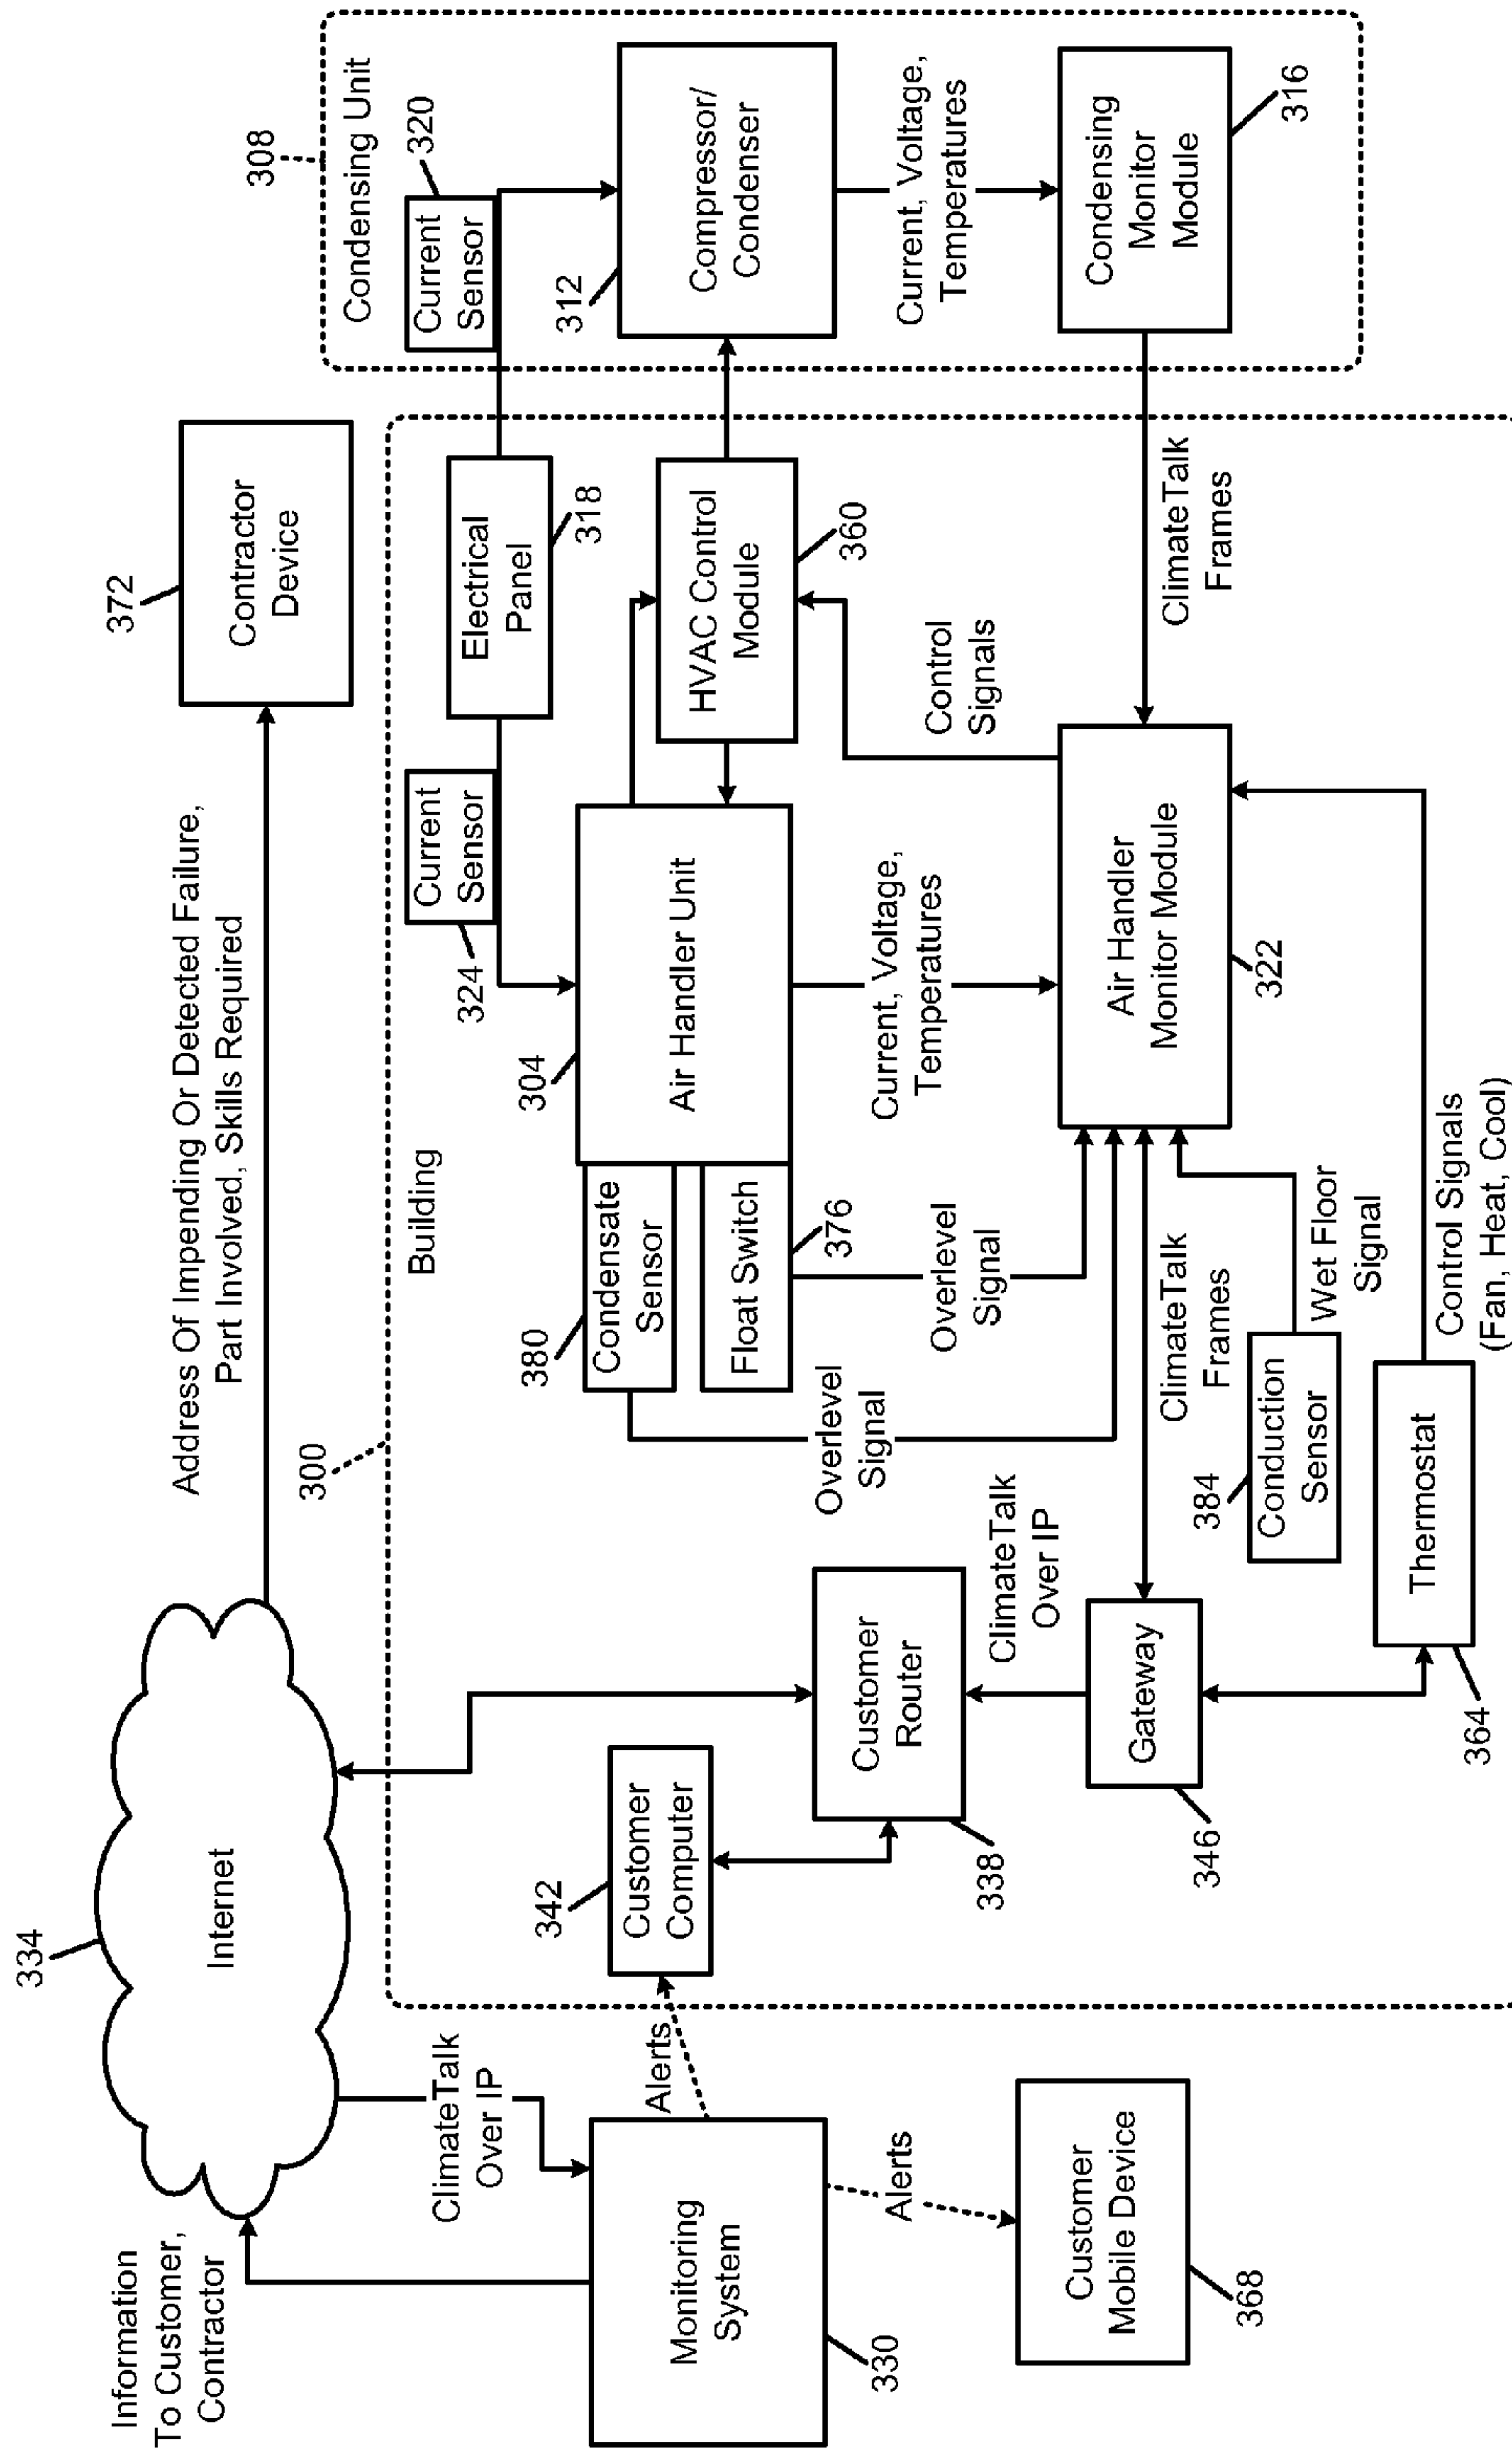 334
Internet
Information
To Customer,
Contractor
ClimateTalk
Over IP
Monitoring
System
330
Alerts
Alerts
Customer
Mobile Device
368
Address Of Impending Or Detected Failure,
Part Involved, Skills Required
372
Contractor
Device
300
Building
342
Customer
Computer
Customer
Router
338
ClimateTalk
Over IP
Gateway
346
Thermostat
364
Control Signals
(Fan, Heat, Cool)
384
Conduction
Sensor
Wet Floor
Signal
ClimateTalk
Frames
380
Condensate
Sensor
Float Switch
376
Overlevel
Signal
Overlevel
Signal
304
Air Handler Unit
324
Current
Sensor
Electrical
Panel
318
HVAC Control
Module
360
Control
Signals
Current, Voltage,
Temperatures
Air Handler
Monitor Module
322
ClimateTalk
Frames
308
Condensing Unit
Current
Sensor
320
312
Compressor/
Condenser
Current, Voltage,
Temperatures
Condensing
Monitor
Module
316